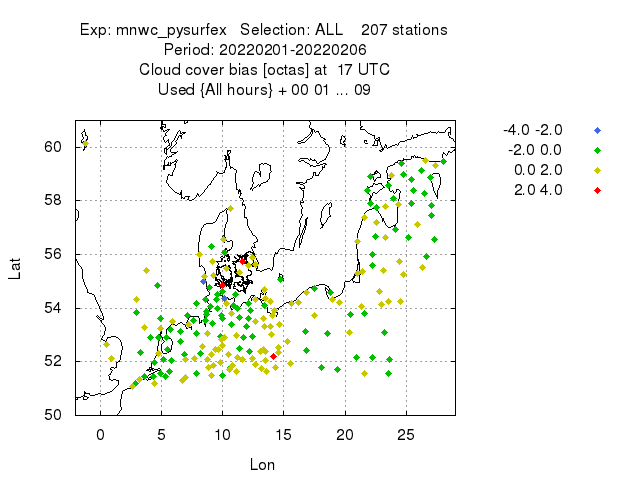 Exp: mnwc_pysurfex Selection: ALL 207 stations
Period: 20220201-20220206
Cloud cover bias [octas] at 17 UTC
Used {All hours} + 00 01 ... 09
-4.0 -2.0
-2.0 0.0
0.0 2.0
2.0 4.0
Lat
60
58
56
54
52
50
0 5 10 15 20 25
Lon